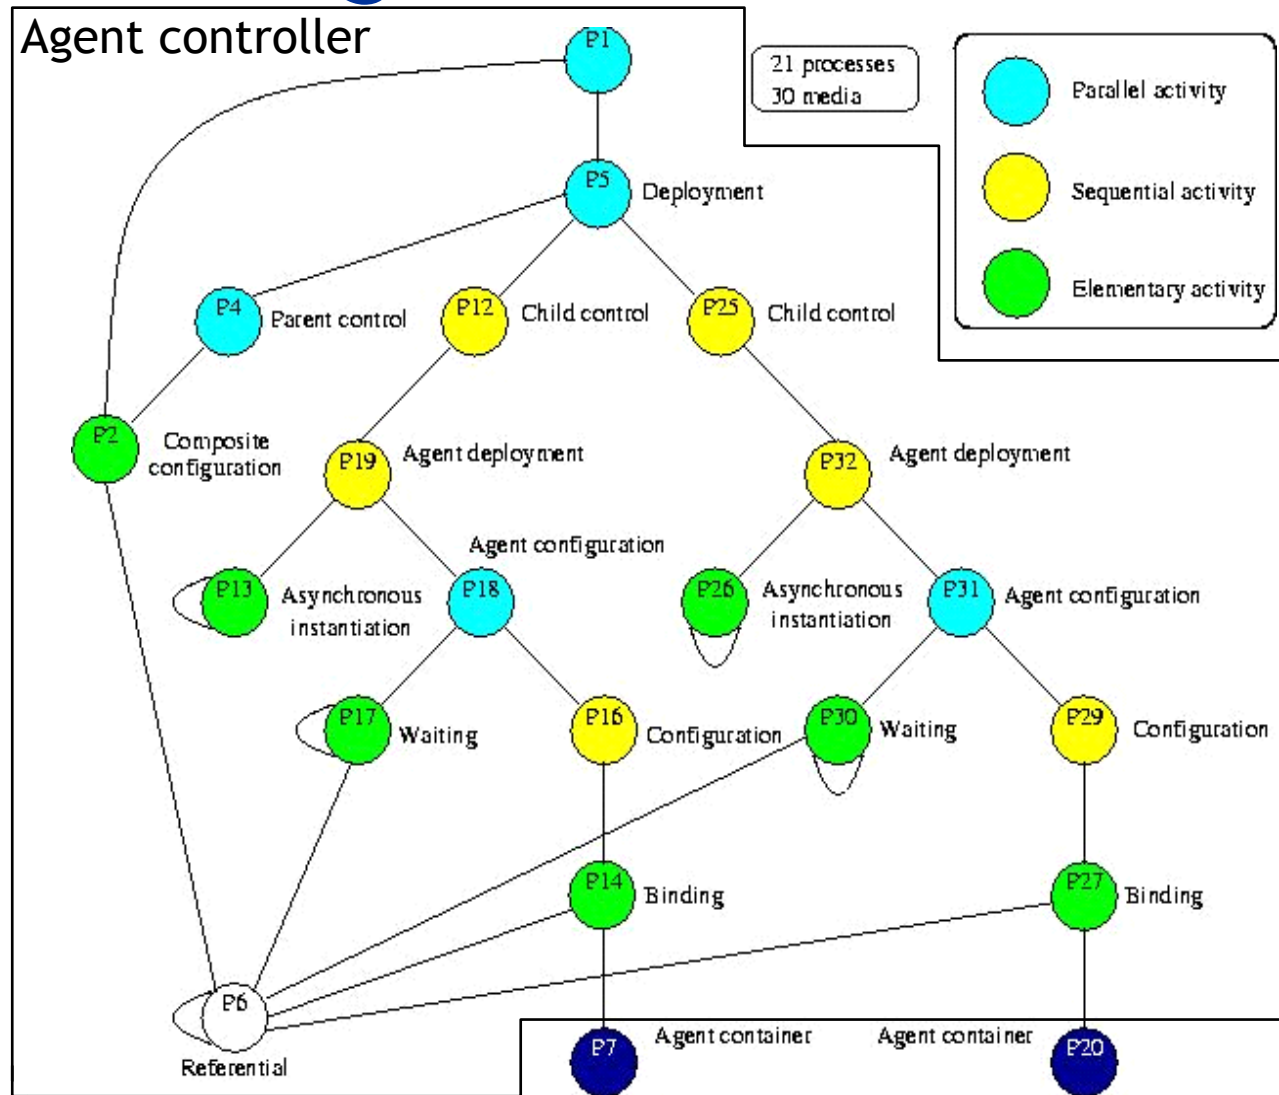 Agent controller
P1
21 processes
30 media
Parallel activity
Sequential activity
Elementary activity
P5
Deployment
P4
Parent control
P12
Child control
P25
Child control
P2
Composite
configuration
P19
Agent deployment
P32
Agent deployment
Agent configuration
P13
Asynchronous
instantiation
P18
P26
Asynchronous
instantiation
P31
Agent configuration
P17
Waiting
P16
Configuration
P30
Waiting
P29
Configuration
P14
Binding
P27
Binding
P6
Referential
P7
Agent container
Agent container
P20